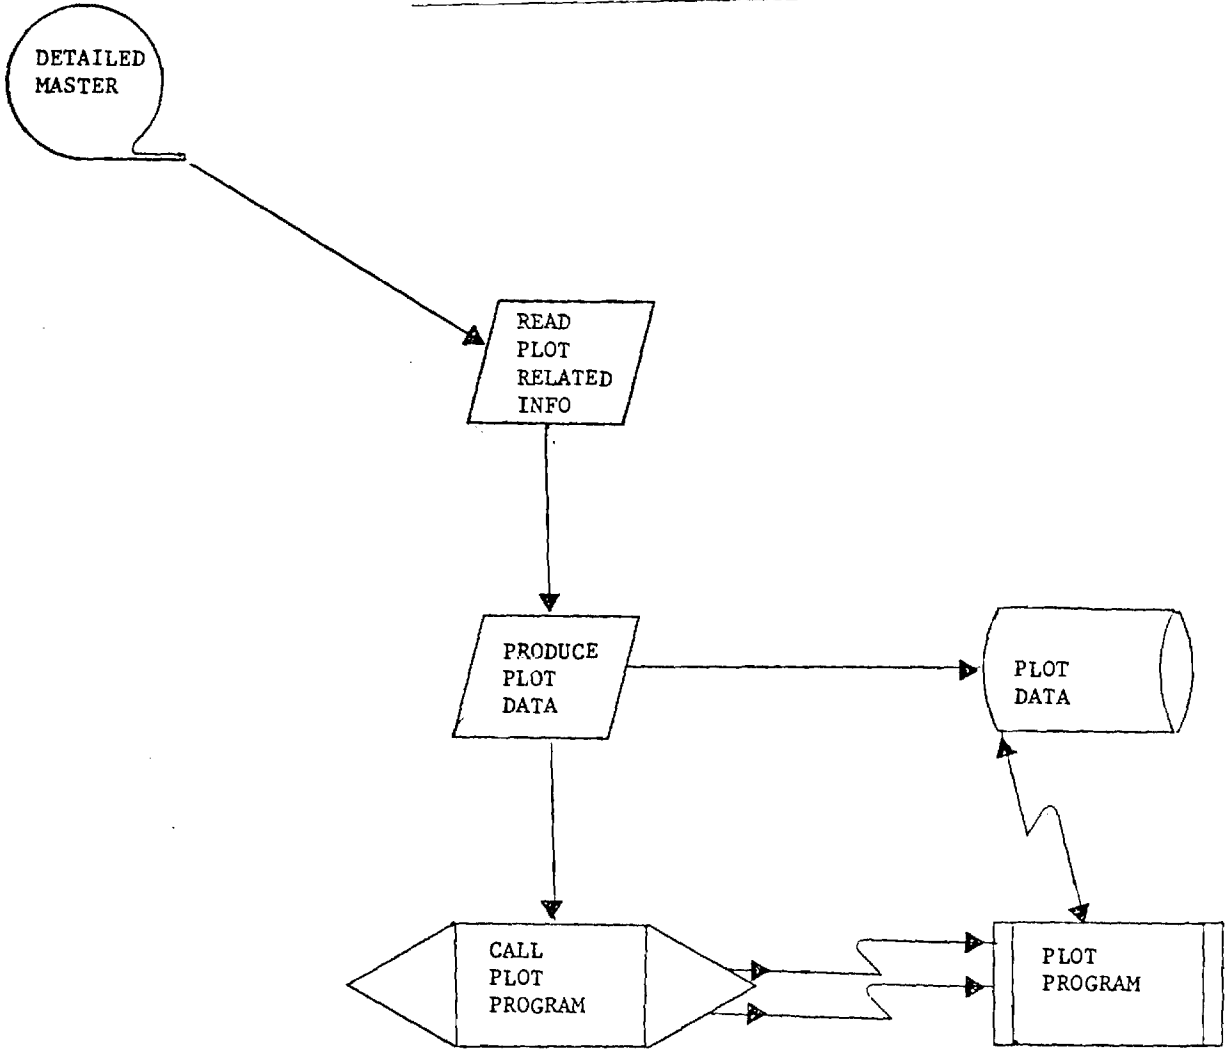 DETAILED
MASTER
READ
PLOT
RELATED
INFO
PRODUCE
PLOT
DATA
PLOT
DATA
CALL
PLOT
PROGRAM
PLOT
PROGRAM